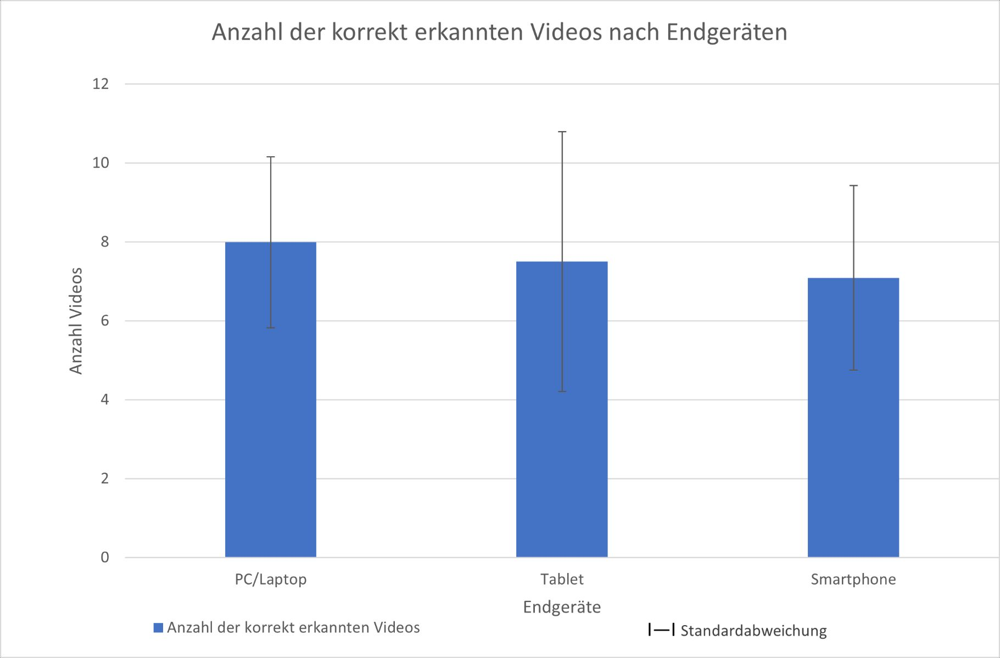 Anzahl der korrekt erkannten Videos nach Endgeräten
12
10
8
6
4
2
0
Anzahl Videos
PC/Laptop
Tablet
Smartphone
Endgeräte
Anzahl der korrekt erkannten Videos
Standardabweichung